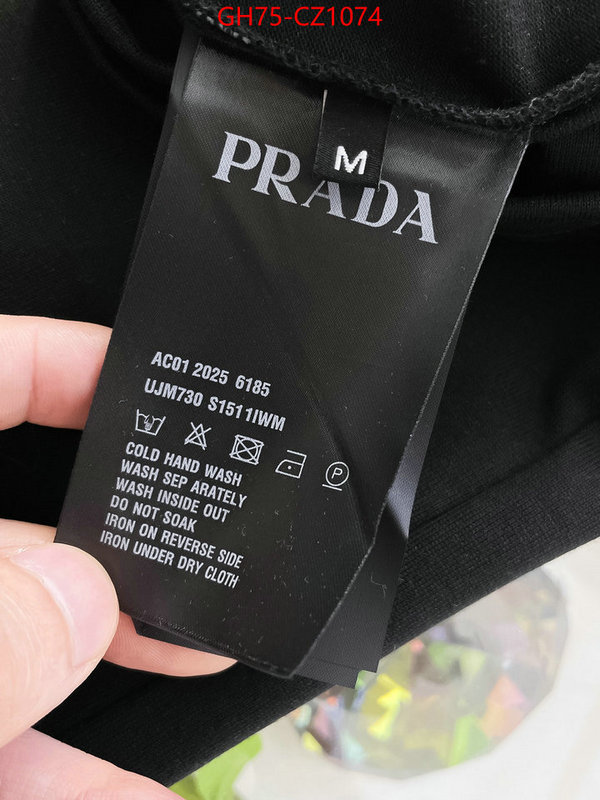 GH75-CZ1074
M
PRADA
AC01 2025 6185
UJM730 S1511IWM
P
COLD HAND WASH
WASH SEP ARATELY
WASH INSIDE OUT
DO NOT SOAK
IRON ON REVERSE SIDE
IRON UNDER DRY CLOTH